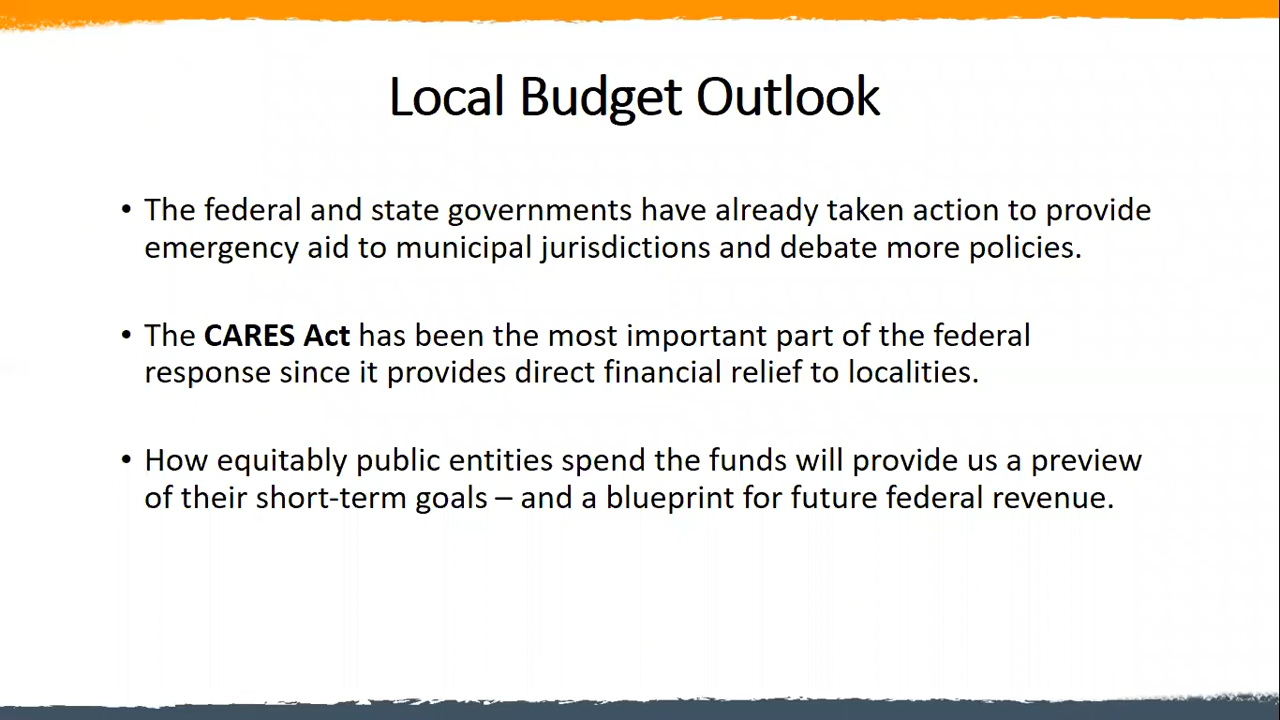 Local Budget Outlook
• The federal and state governments have already taken action to provide
emergency aid to municipal jurisdictions and debate more policies.
• The CARES Act has been the most important part of the federal
response since it provides direct financial relief to localities.
• How equitably public entities spend the funds will provide us a preview
of their short-term goals – and a blueprint for future federal revenue.